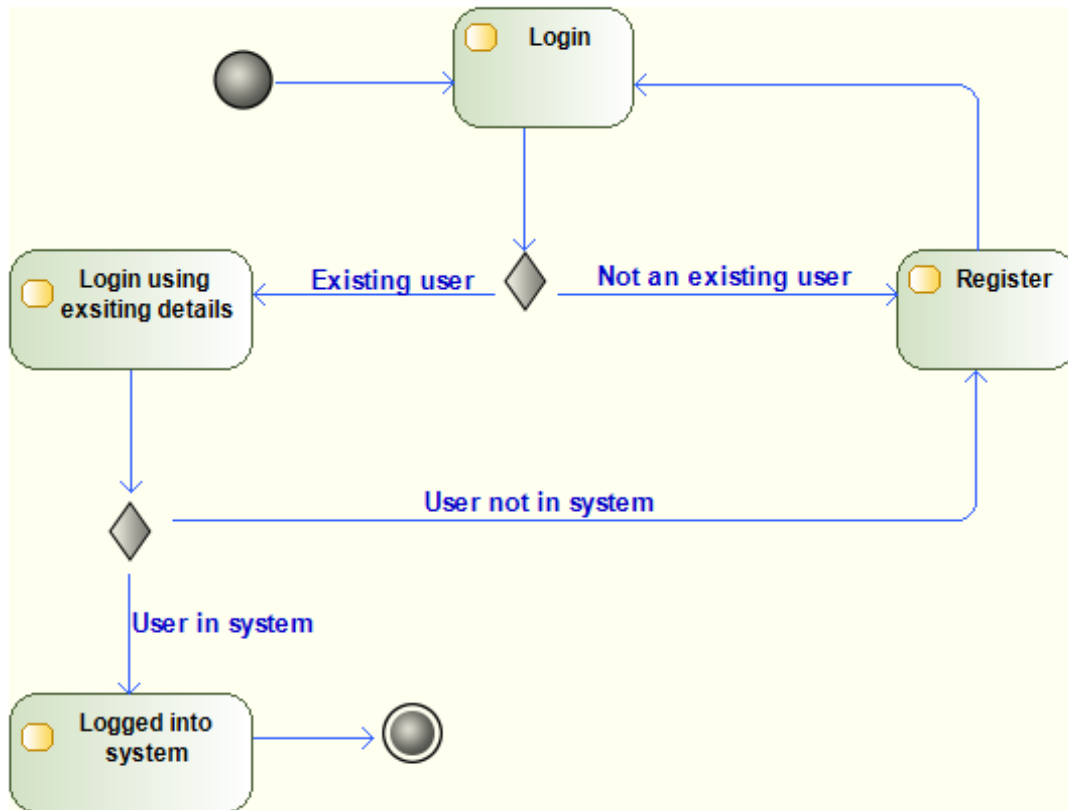 Login
Login using
exsiting details
Existing user
Not an existing user
Register
User not in system
User in system
Logged into
system